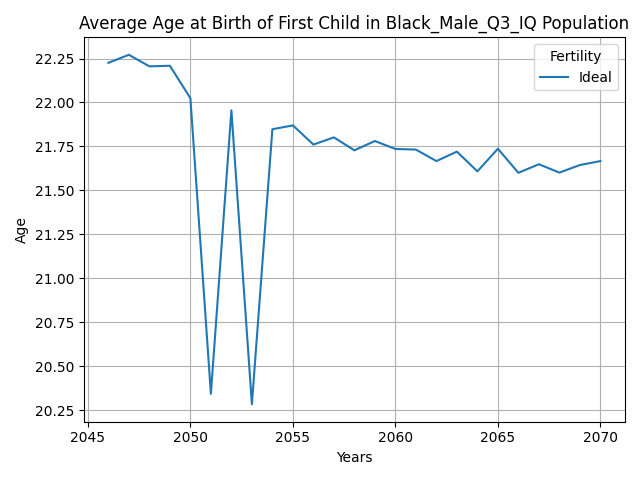 Average Age at Birth of First Child in Black_Male_Q3_IQ Population
Fertility
Ideal
22.25
22.00
21.75
21.50
21.25
21.00
20.75
20.50
20.25
Age
2045 2050 2055 2060 2065 2070
Years